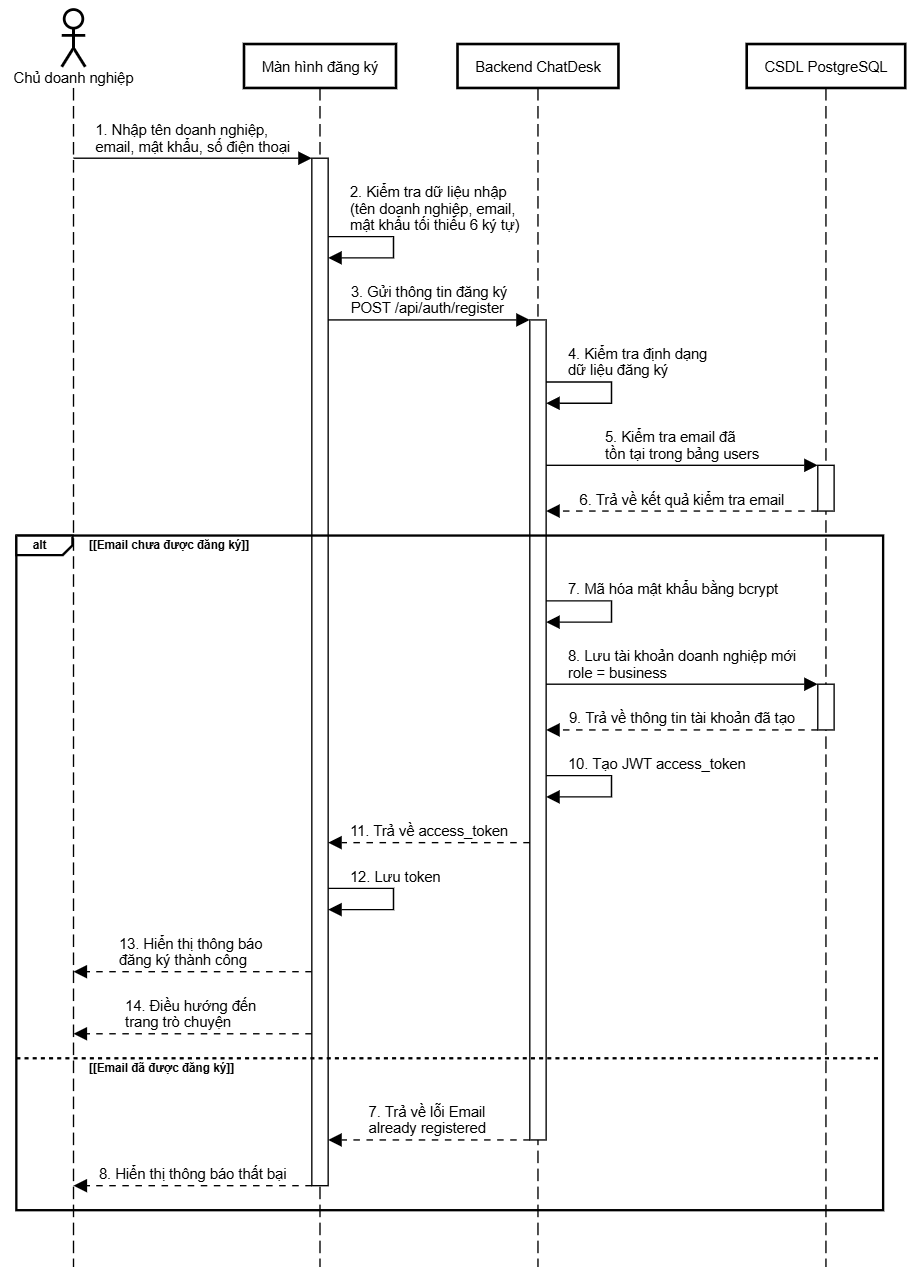 Chủ doanh nghiệp
Màn hình đăng ký
Backend ChatDesk
CSDL PostgreSQL
1. Nhập tên doanh nghiệp,
email, mật khẩu, số điện thoại
2. Kiểm tra dữ liệu nhập
(tên doanh nghiệp, email,
mật khẩu tối thiểu 6 ký tự)
3. Gửi thông tin đăng ký
POST /api/auth/register
4. Kiểm tra định dạng
dữ liệu đăng ký
5. Kiểm tra email đã
tồn tại trong bảng users
6. Trả về kết quả kiểm tra email
alt
[[Email chưa được đăng ký]]
7. Mã hóa mật khẩu bằng bcrypt
8. Lưu tài khoản doanh nghiệp mới
role = business
9. Trả về thông tin tài khoản đã tạo
10. Tạo JWT access_token
11. Trả về access_token
12. Lưu token
13. Hiển thị thông báo
đăng ký thành công
14. Điều hướng đến
trang trò chuyện
[[Email đã được đăng ký]]
7. Trả về lỗi Email
already registered
8. Hiển thị thông báo thất bại